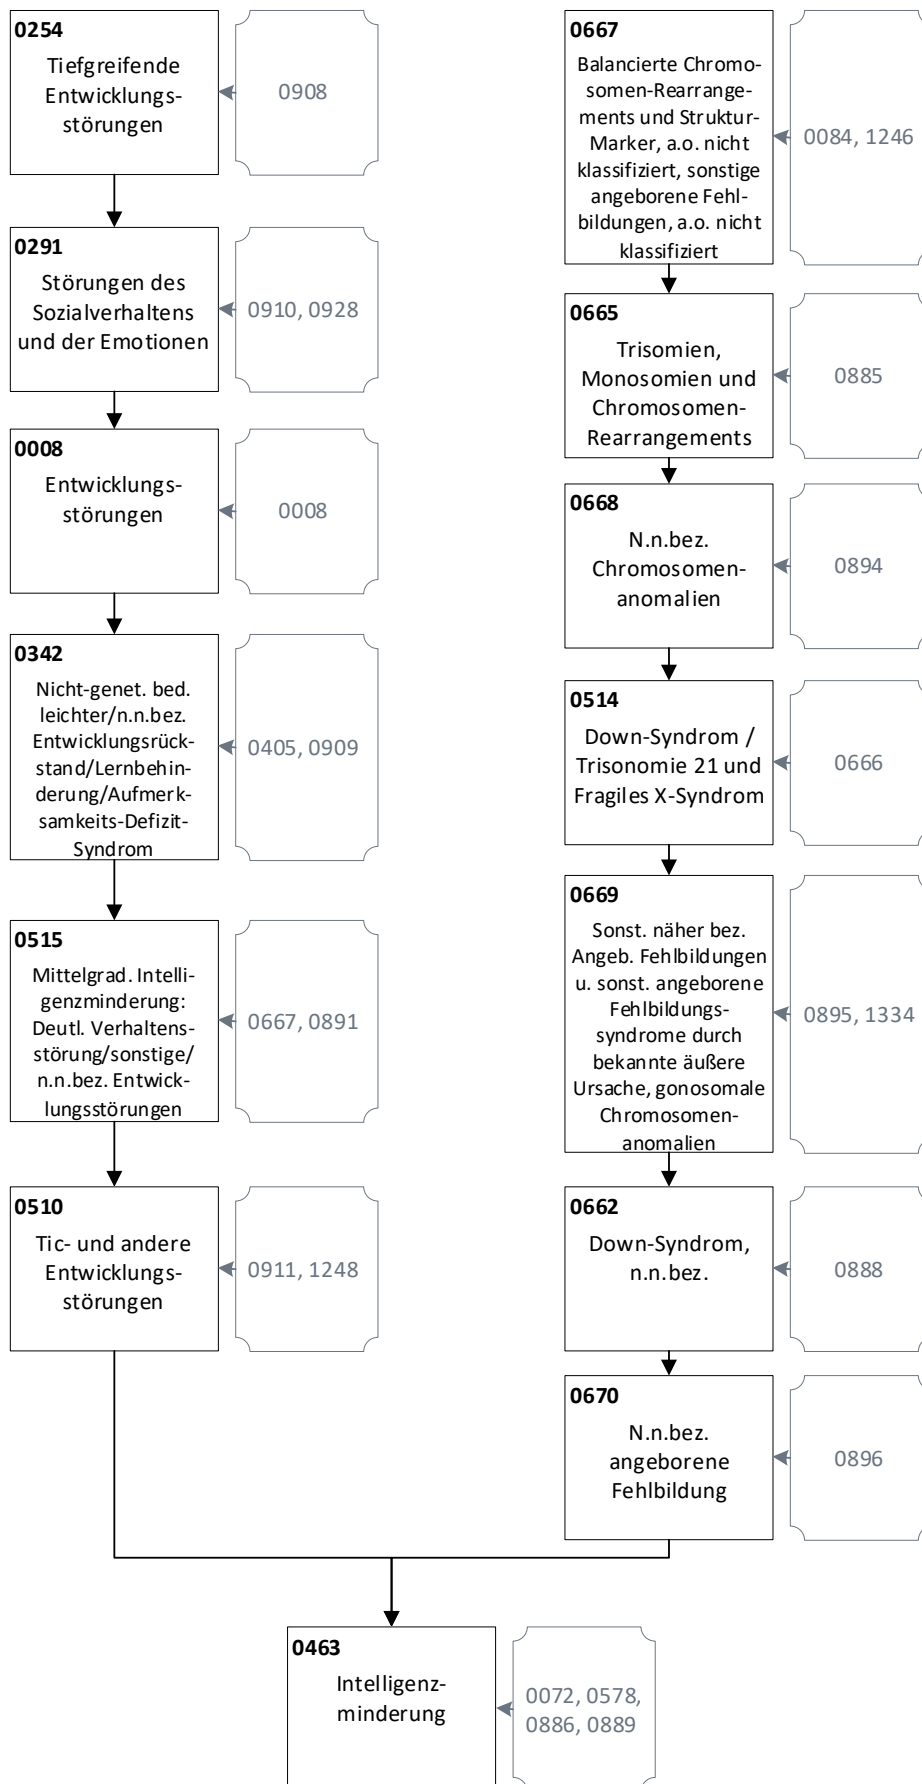 0254
Tiefgreifende
Entwicklungs-
störungen
0908
0291
Störungen des
Sozialverhaltens
und der Emotionen
0910, 0928
0008
Entwicklungs-
störungen
0008
0342
Nicht-genet. bed.
leichter/n.n.bez.
Entwicklungsrück-
stand/Lernbehin-
derung/Aufmerk-
samkeits-Defizit-
Syndrom
0405, 0909
0515
Mittelgrad. Intelli-
genzminderung:
Deutl. Verhaltens-
störung/sonstige/
n.n.bez. Entwick-
lungsstörungen
0667, 0891
0510
Tic- und andere
Entwicklungs-
störungen
0911, 1248
0667
Balancierte Chromo-
somen-Rearrange-
ments und Struktur-
Marker, a.o. nicht
klassifiziert, sonstige
angeborene Fehl-
bildungen, a.o. nicht
klassifiziert
0084, 1246
0665
Trisomien,
Monosomien und
Chromosomen-
Rearrangements
0885
0668
N.n.bez.
Chromosomen-
anomalien
0894
0514
Down-Syndrom /
Trisonomie 21 und
Fragiles X-Syndrom
0666
0669
Sonst. näher bez.
Angeb. Fehlbildungen
u. sonst. angeborene
Fehlbildungs-
syndrome durch
bekannte äußere
Ursache, gonosomale
Chromosomen-
anomalien
0895, 1334
0662
Down-Syndrom,
n.n.bez.
0888
0670
N.n.bez.
angeborene
Fehlbildung
0896
0463
Intelligenz-
minderung
0072, 0578,
0886, 0889